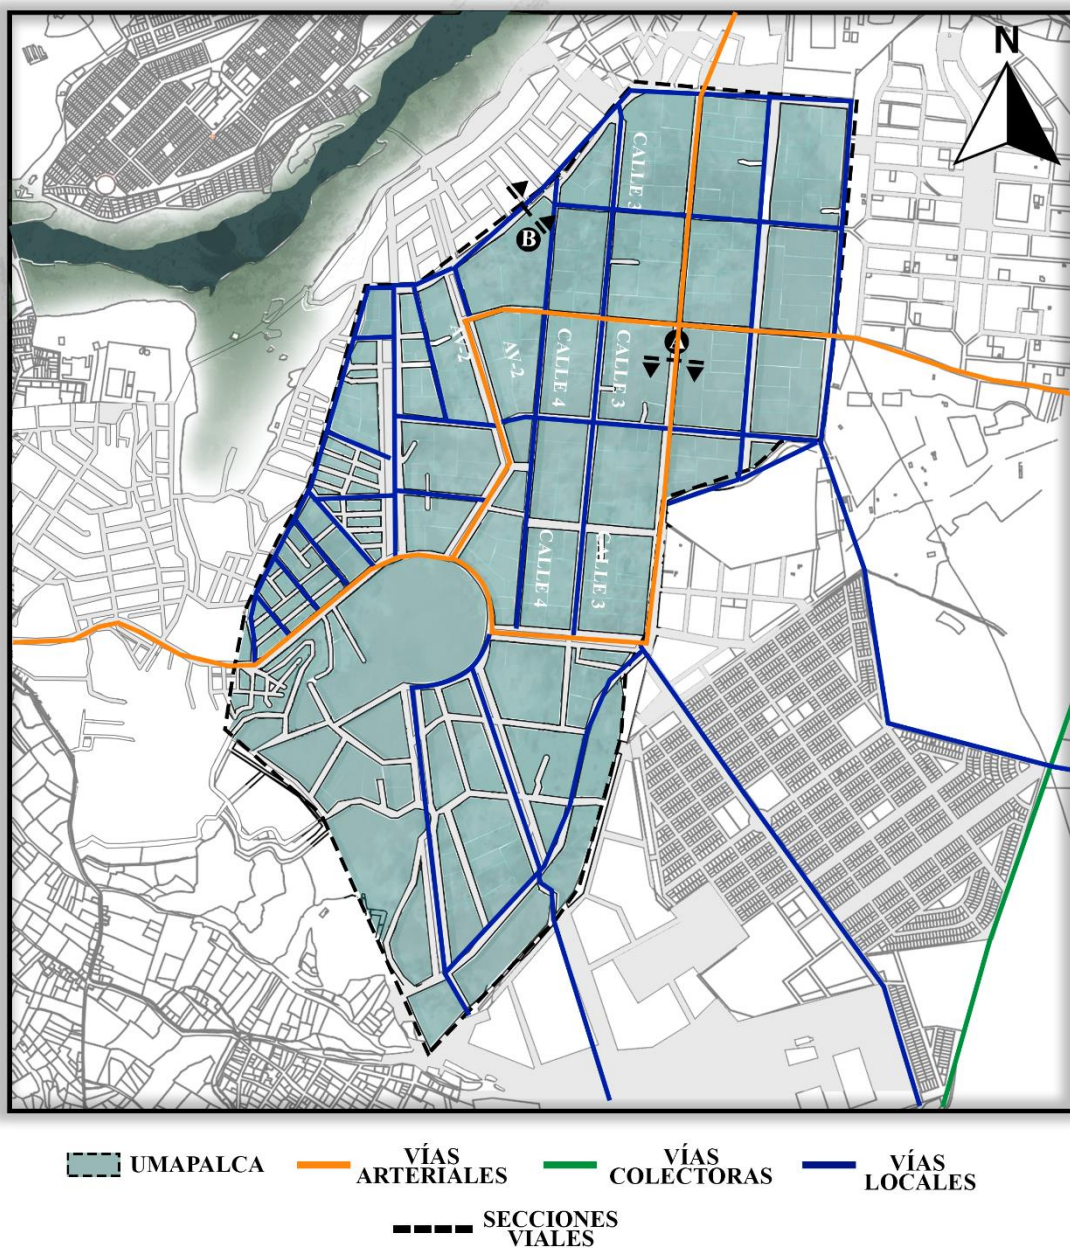 N
CALLE 3
B
AV-2
AV-2
CALLE 4
CALLE 3
A
CALLE 4
CALLE 3
UMAPALCA
VÍAS
ARTERIALES
VÍAS
COLECTORAS
VÍAS
LOCALES
SECCIONES
VIALES